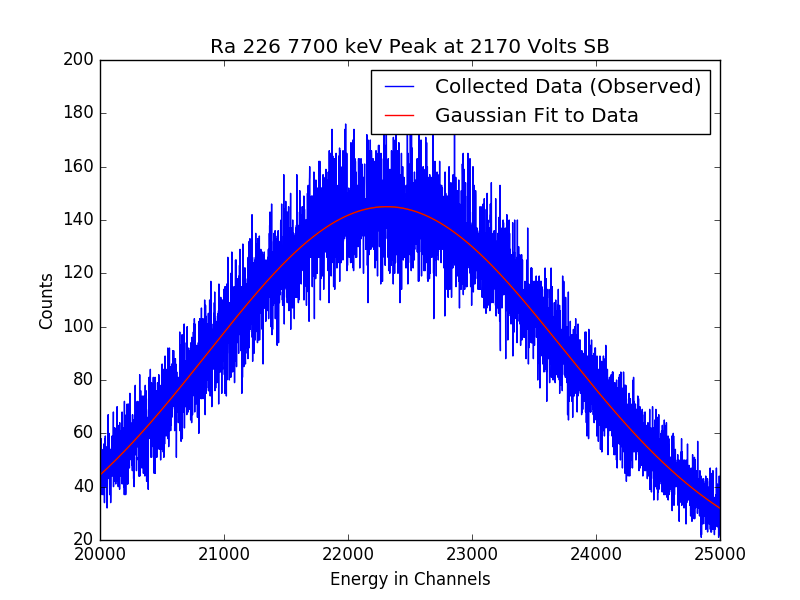 Ra 226 7700 keV Peak at 2170 Volts SB
Collected Data (Observed)
Gaussian Fit to Data
200
180
160
140
120
100
80
60
40
20
Counts
20000 21000 22000 23000 24000 25000
Energy in Channels